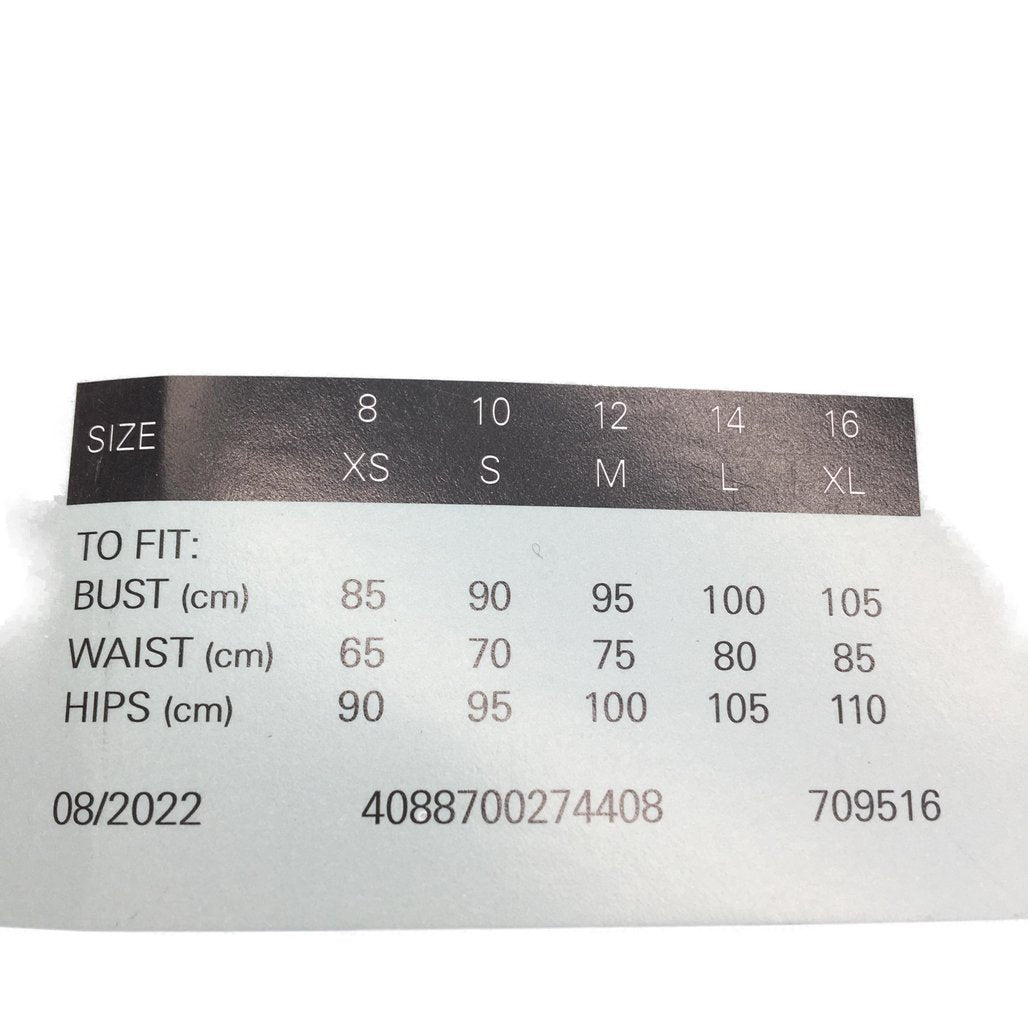 SIZE 8 10 12 14 16
XS S M L XL
TO FIT:
BUST (cm) 85 90 95 100 105
WAIST (cm) 65 70 75 80 85
HIPS (cm) 90 95 100 105 110
08/2022 4088700274408 709516